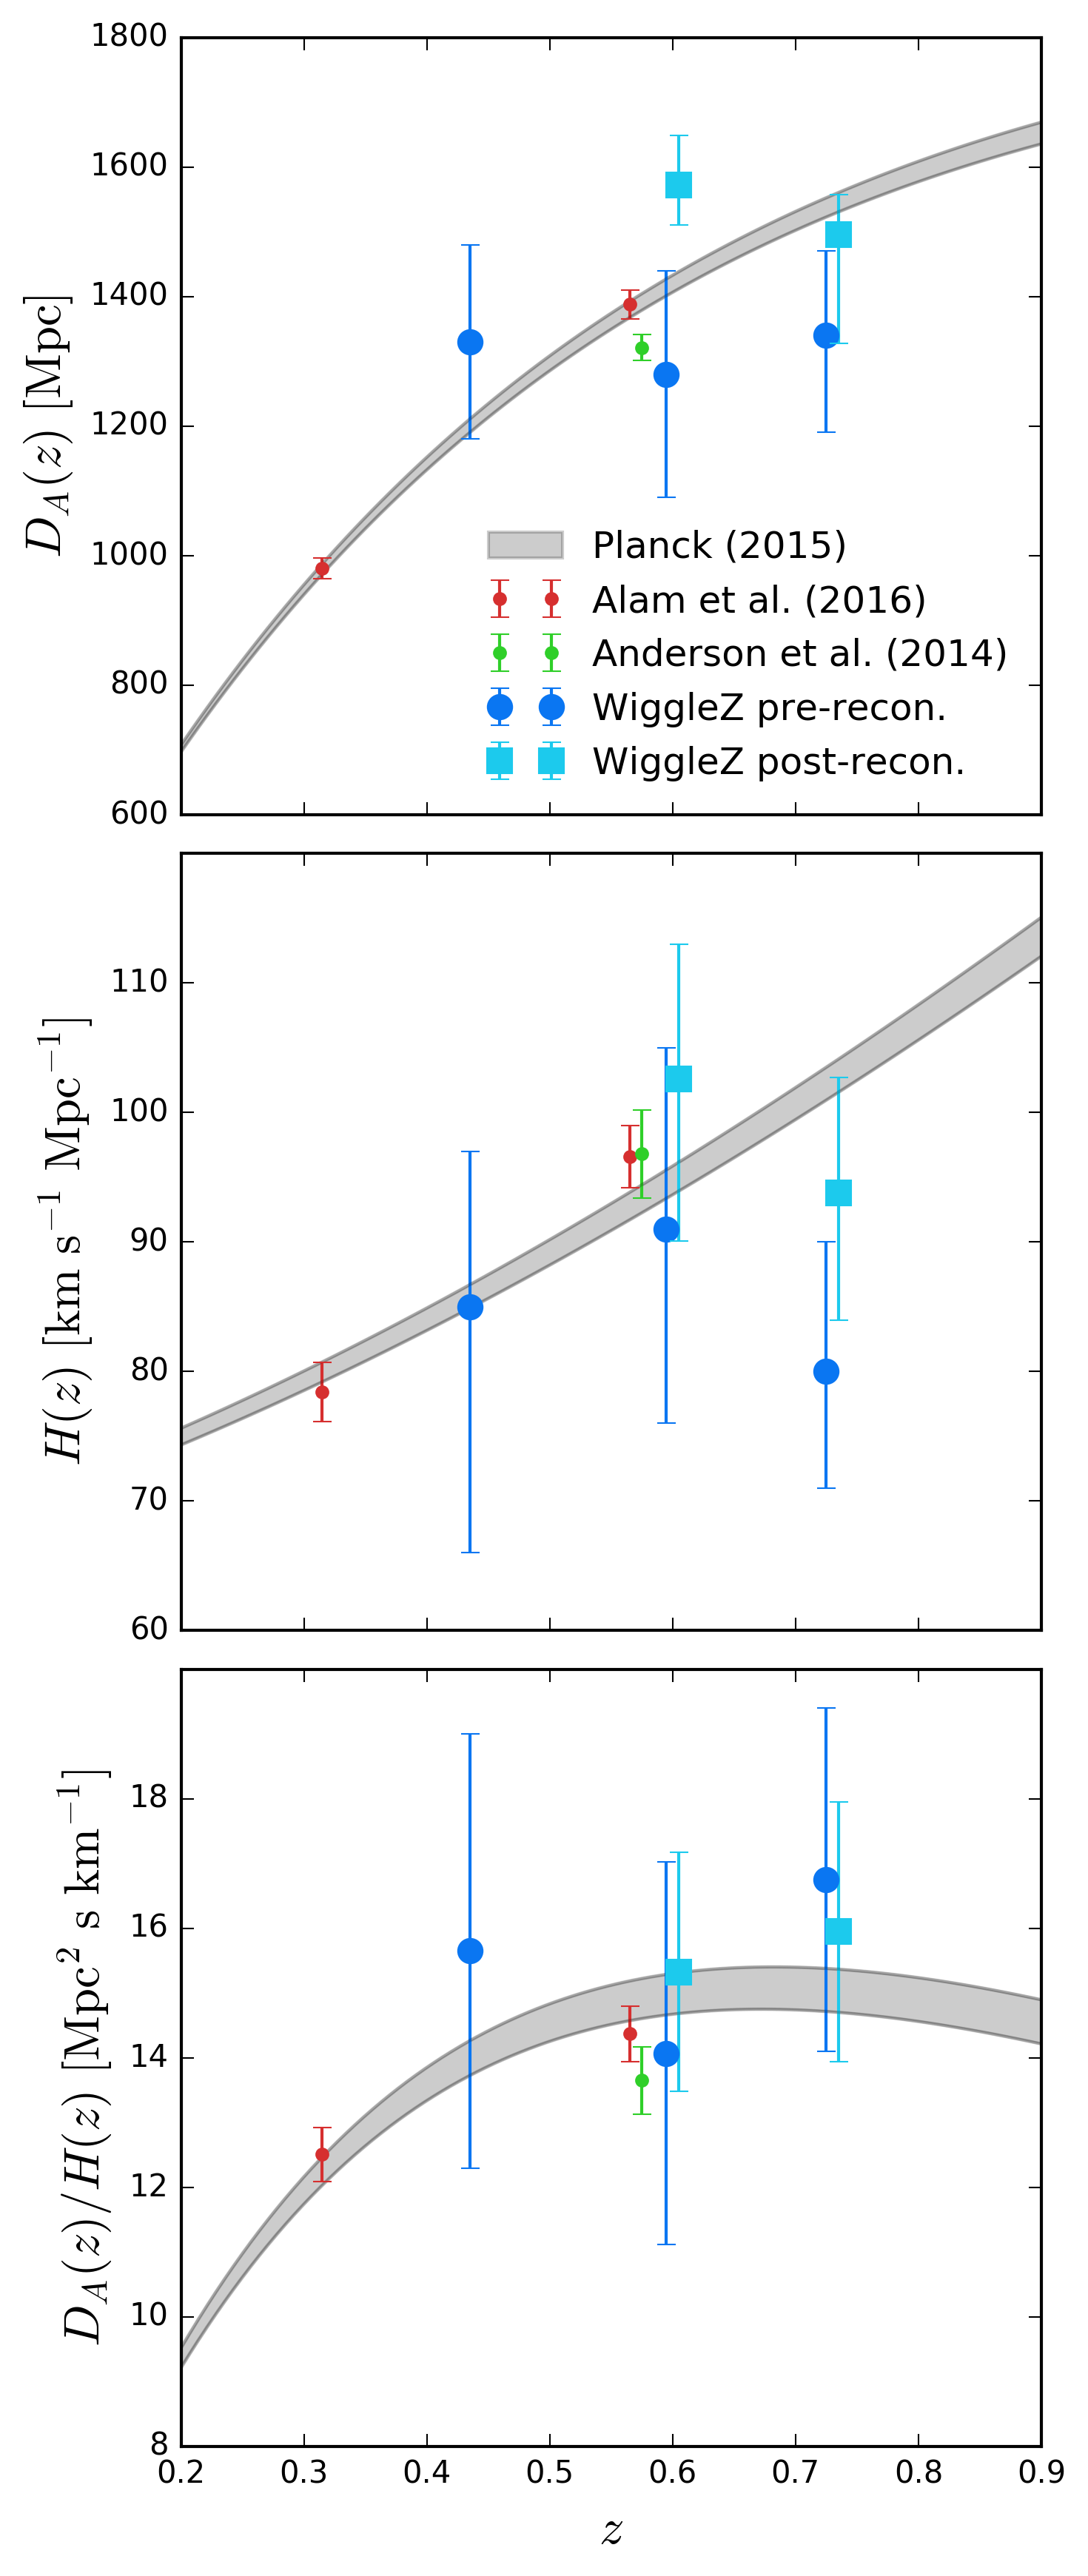 1800
1600
1400
1200
1000
800
600
D_A(z) [Mpc]
Planck (2015)
Alam et al. (2016)
Anderson et al. (2014)
WiggleZ pre-recon.
WiggleZ post-recon.
110
100
90
80
70
60
H(z) [km s⁻¹ Mpc⁻¹]
18
16
14
12
10
8
D_A(z)/H(z) [Mpc² s km⁻¹]
0.2 0.3 0.4 0.5 0.6 0.7 0.8 0.9
z